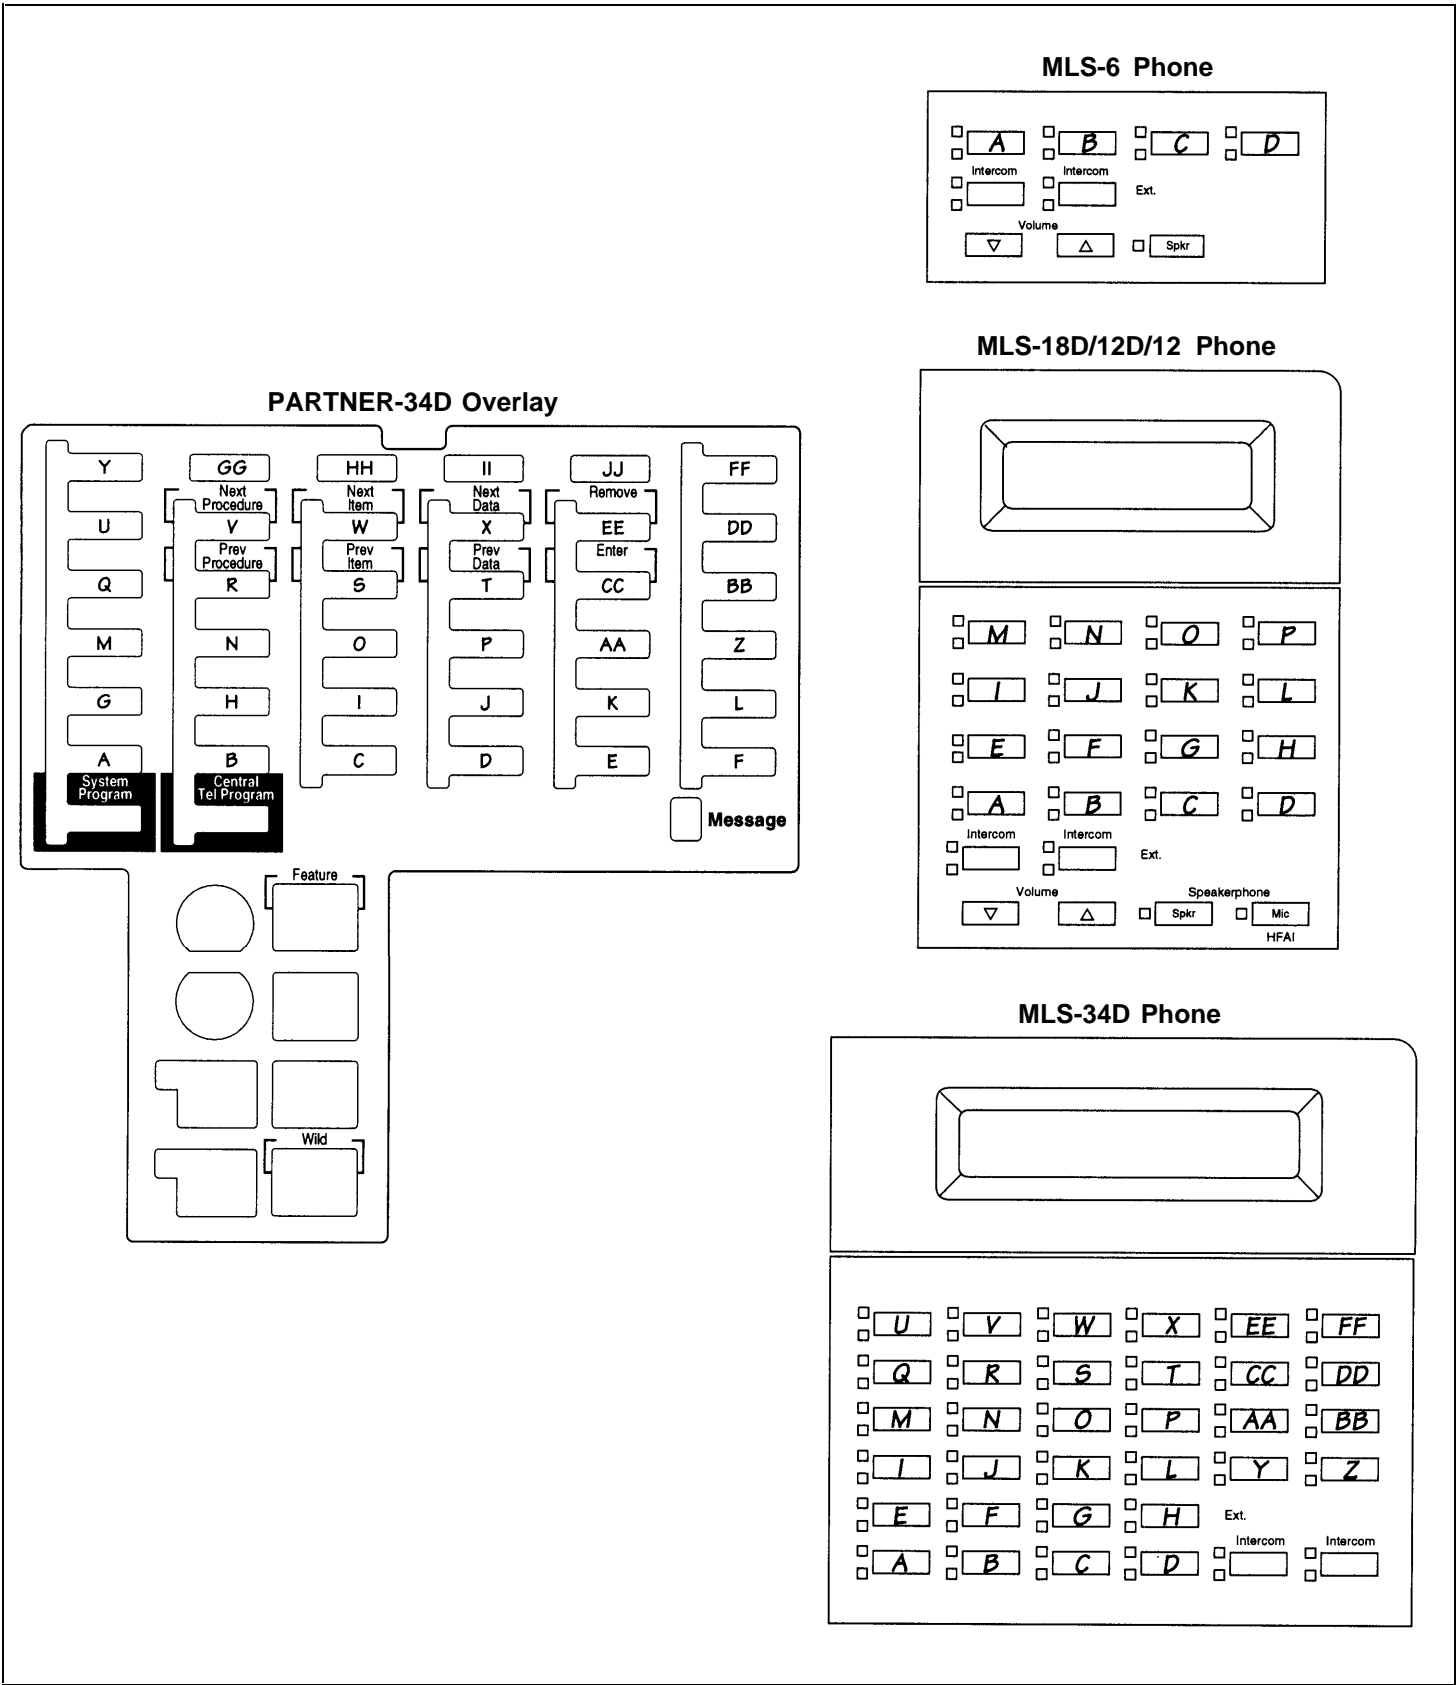 MLS-6 Phone
A B C D
Intercom Intercom
Ext.
Volume
Spkr
MLS-18D/12D/12 Phone
M N O P
I J K L
E F G H
A B C D
Intercom Intercom
Ext.
Volume Speakerphone
Spkr Mic
HFAI
PARTNER-34D Overlay
Y GG HH II JJ FF
Next Procedure Next Item Next Data Remove
U V W X EE DD
Prev Procedure Prev Item Prev Data Enter
Q R S T CC BB
M N O P AA Z
G H I J K L
A B C D E F
System Program Central Tel Program
Message
Feature
Wild
MLS-34D Phone
U V W X EE FF
Q R S T CC DD
M N O P AA BB
I J K L Y Z
E F G H Ext.
Intercom Intercom
A B C D